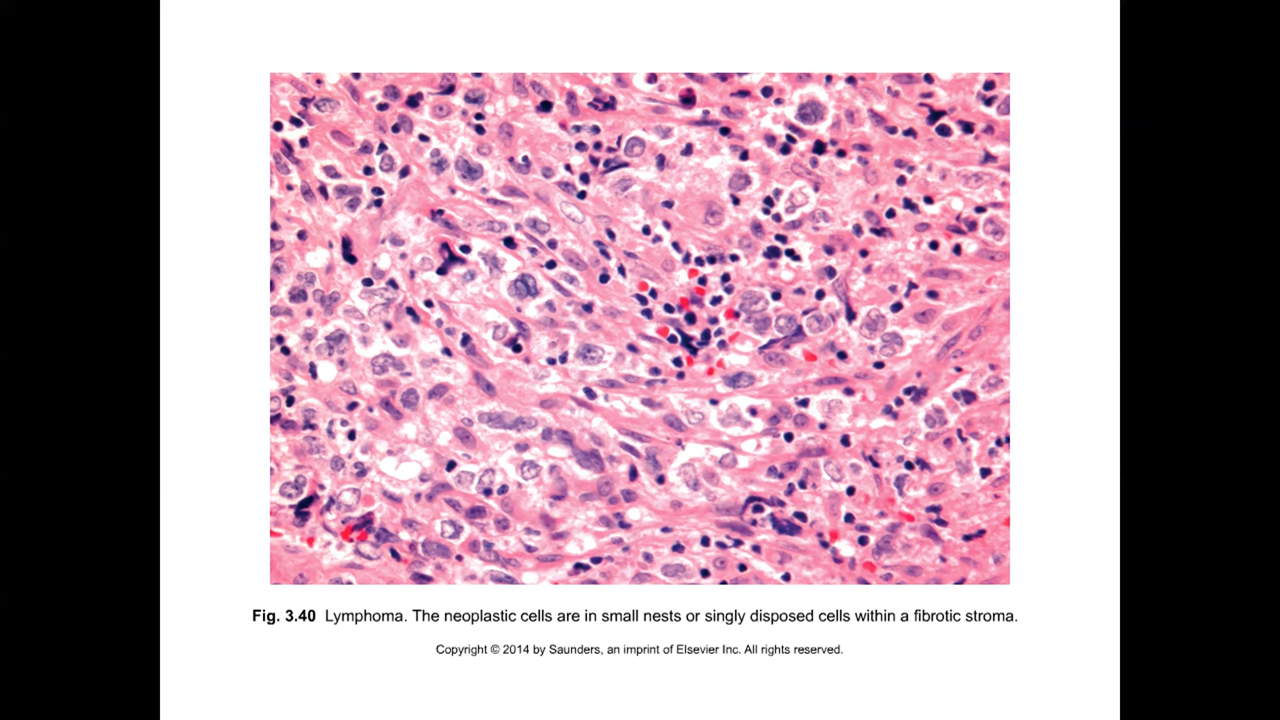 Fig. 3.40 Lymphoma. The neoplastic cells are in small nests or singly disposed cells within a fibrotic stroma.
Copyright © 2014 by Saunders, an imprint of Elsevier Inc. All rights reserved.